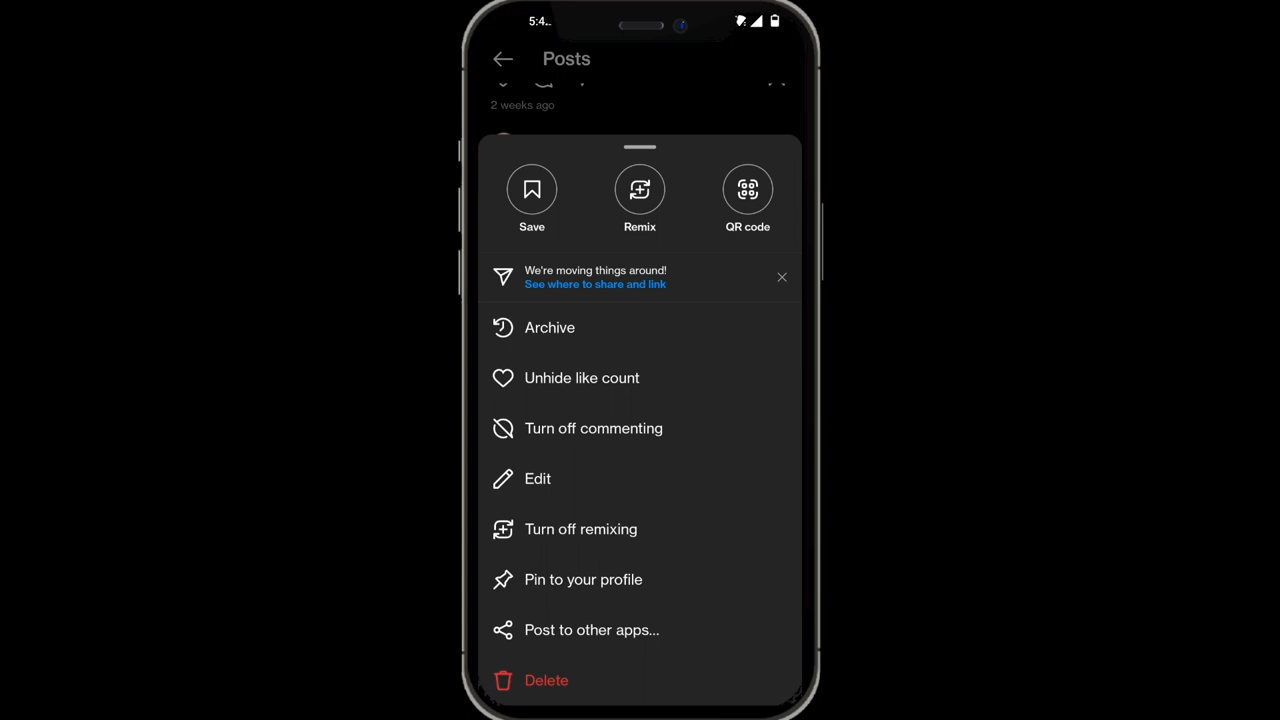 5:4..
Posts
2 weeks ago
Save
Remix
QR code
We're moving things around!
See where to share and link
Archive
Unhide like count
Turn off commenting
Edit
Turn off remixing
Pin to your profile
Post to other apps...
Delete